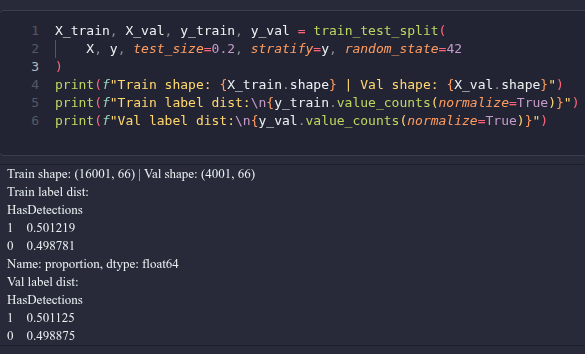 1 X_train, X_val, y_train, y_val = train_test_split(
2     X, y, test_size=0.2, stratify=y, random_state=42
3 )
4 print(f"Train shape: {X_train.shape} | Val shape: {X_val.shape}")
5 print(f"Train label dist:\n{y_train.value_counts(normalize=True)}")
6 print(f"Val label dist:\n{y_val.value_counts(normalize=True)}")
Train shape: (16001, 66) | Val shape: (4001, 66)
Train label dist:
HasDetections
1    0.501219
0    0.498781
Name: proportion, dtype: float64
Val label dist:
HasDetections
1    0.501125
0    0.498875